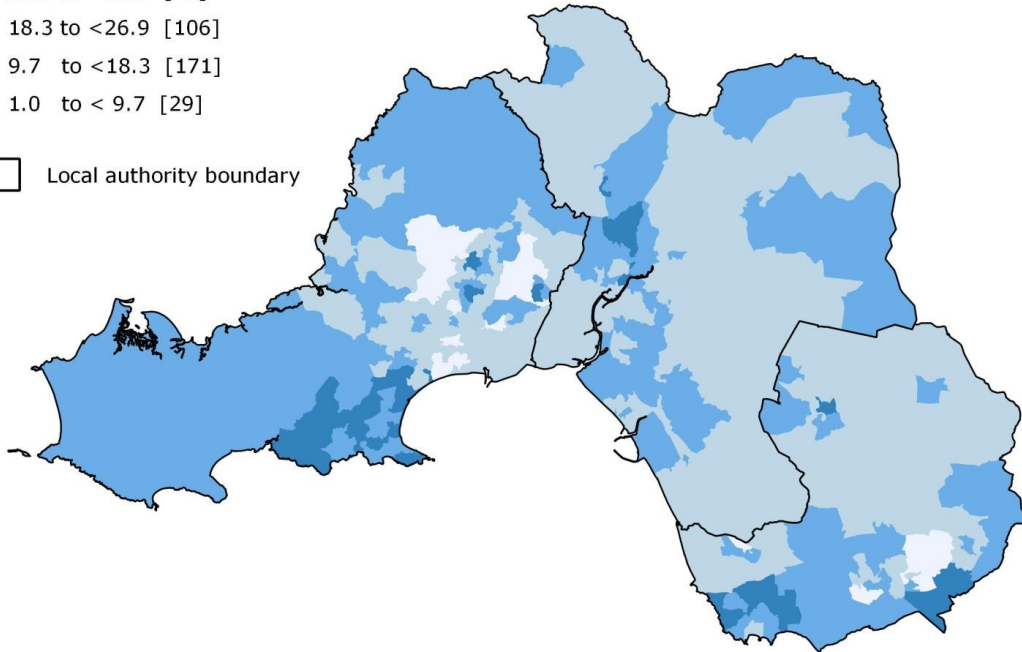 18.3 to <26.9 [106]
9.7 to <18.3 [171]
1.0 to < 9.7 [29]
Local authority boundary